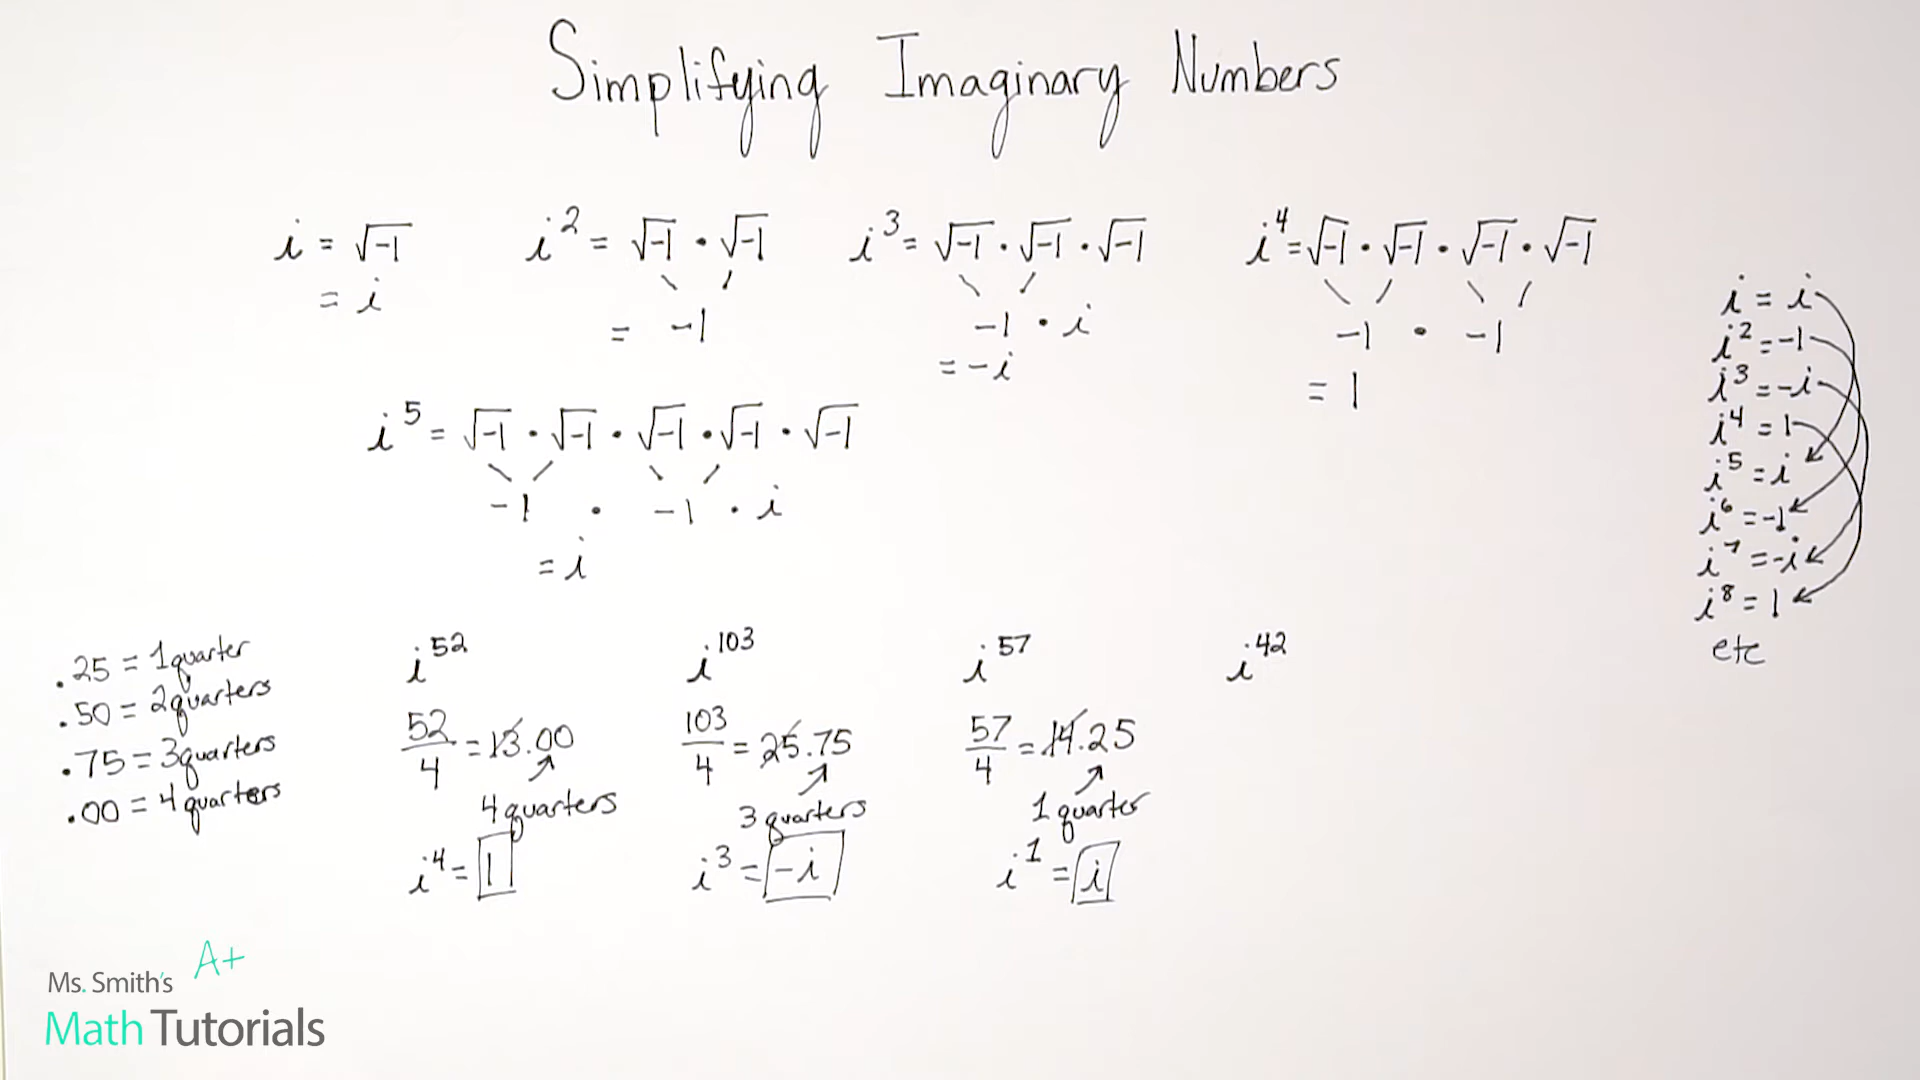 Simplifying Imaginary Numbers
i = √-1
= i
i² = √-1 · √-1
= -1
i³ = √-1 · √-1 · √-1
-1 · i
= -i
i⁴ = √-1 · √-1 · √-1 · √-1
-1 · -1
= 1
i⁵ = √-1 · √-1 · √-1 · √-1 · √-1
-1 · -1 · i
= i
i = i
i² = -1
i³ = -i
i⁴ = 1
i⁵ = i
i⁶ = -1
i⁷ = -i
i⁸ = 1
etc
.25 = 1 quarter
.50 = 2 quarters
.75 = 3 quarters
.00 = 4 quarters
i⁵²
52/4 = 13.00
4 quarters
i⁴ = 1
i¹⁰³
103/4 = 25.75
3 quarters
i³ = -i
i⁵⁷
57/4 = 14.25
1 quarter
i¹ = i
i⁴²
A+
Ms. Smith's
Math Tutorials